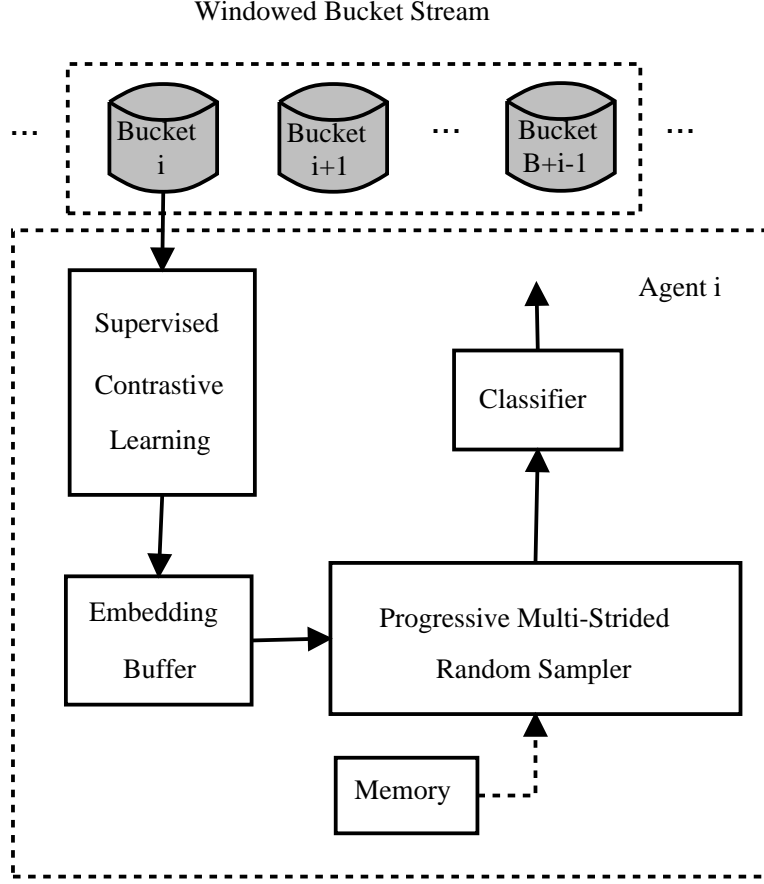 Windowed Bucket Stream
...
Bucket
i
Bucket
i+1
...
Bucket
B+i-1
...
Agent i
Supervised
Contrastive
Learning
Classifier
Embedding
Buffer
Progressive Multi-Strided
Random Sampler
Memory